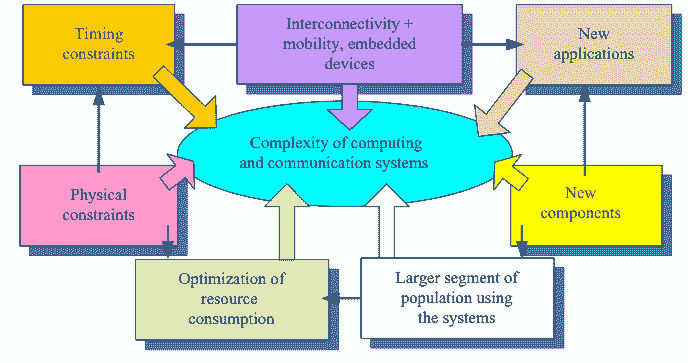 Timing
constraints
Interconnectivity +
mobility, embedded
devices
New
applications
Complexity of computing
and communication systems
Physical
constraints
New
components
Optimization of
resource
consumption
Larger segment of
population using
the systems